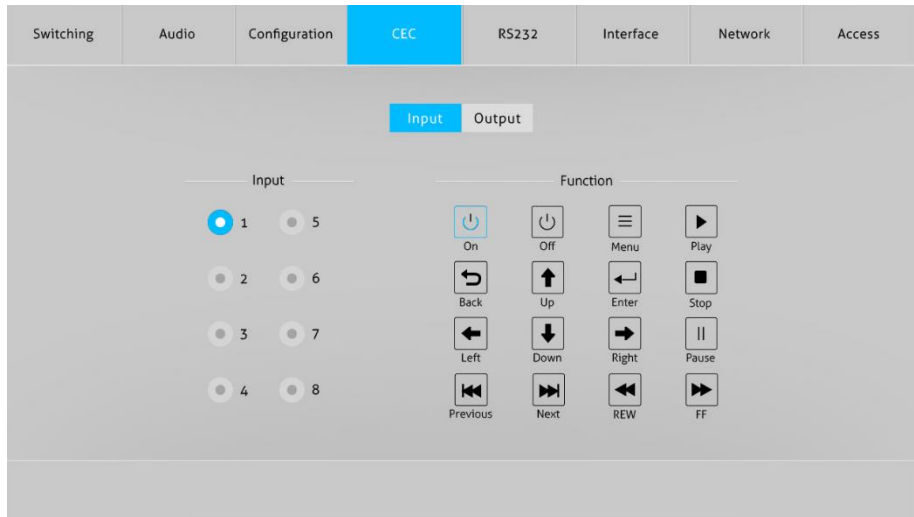 Switching Audio Configuration CEC RS232 Interface Network Access
Input Output
Input
1 5
2 6
3 7
4 8
Function
On Off Menu Play
Back Up Enter Stop
Left Down Right Pause
Previous Next REW FF